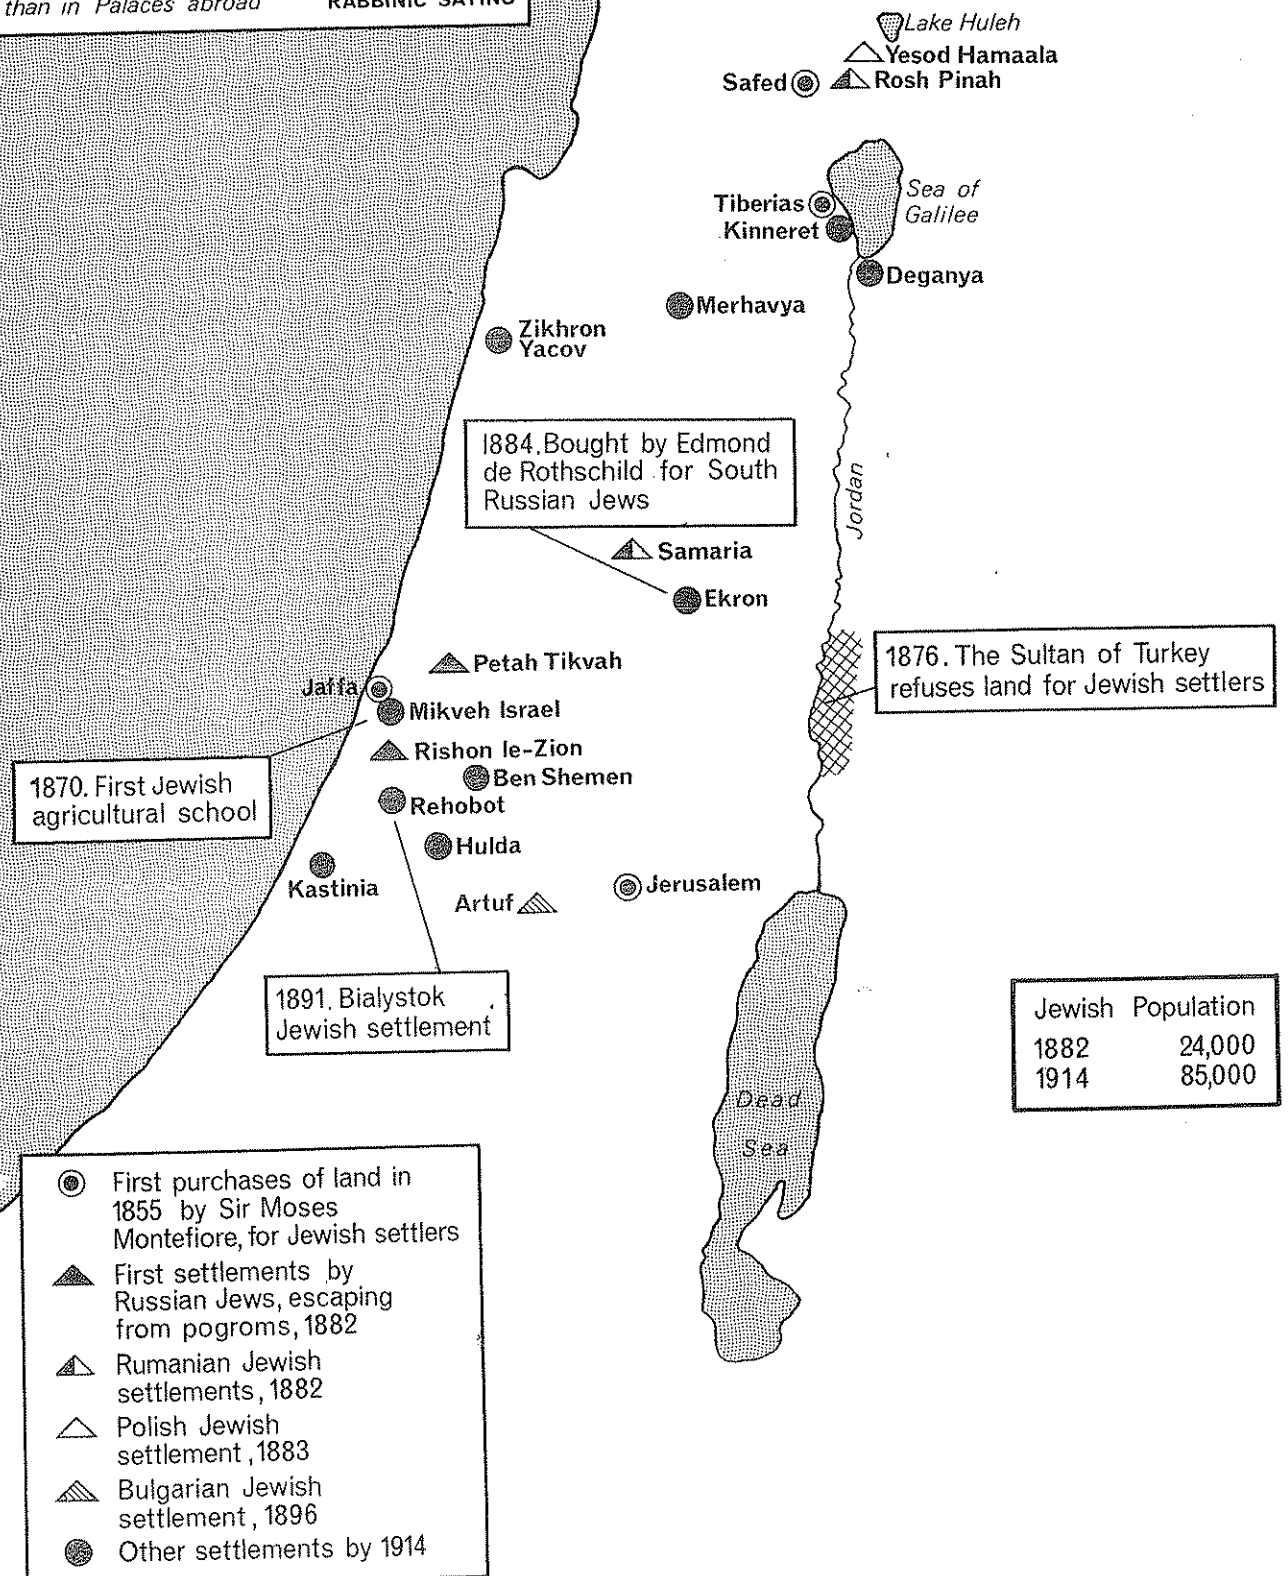 than in Palaces abroad RABBINIC SAYING
Lake Huleh
Yesod Hamaala
Safed
Rosh Pinah
Sea of
Galilee
Tiberias
Kinneret
Deganya
Merhavya
Zikhron
Yacov
1884. Bought by Edmond
de Rothschild for South
Russian Jews
Jordan
Samaria
Ekron
1876. The Sultan of Turkey
refuses land for Jewish settlers
Petah Tikvah
Jaffa
Mikveh Israel
Rishon le-Zion
Ben Shemen
1870. First Jewish
agricultural school
Rehobot
Hulda
Kastinia
Jerusalem
Artuf
1891. Bialystok
Jewish settlement
Jewish Population
1882 24,000
1914 85,000
Dead
Sea
First purchases of land in
1855 by Sir Moses
Montefiore, for Jewish settlers
First settlements by
Russian Jews, escaping
from pogroms, 1882
Rumanian Jewish
settlements, 1882
Polish Jewish
settlement, 1883
Bulgarian Jewish
settlement, 1896
Other settlements by 1914